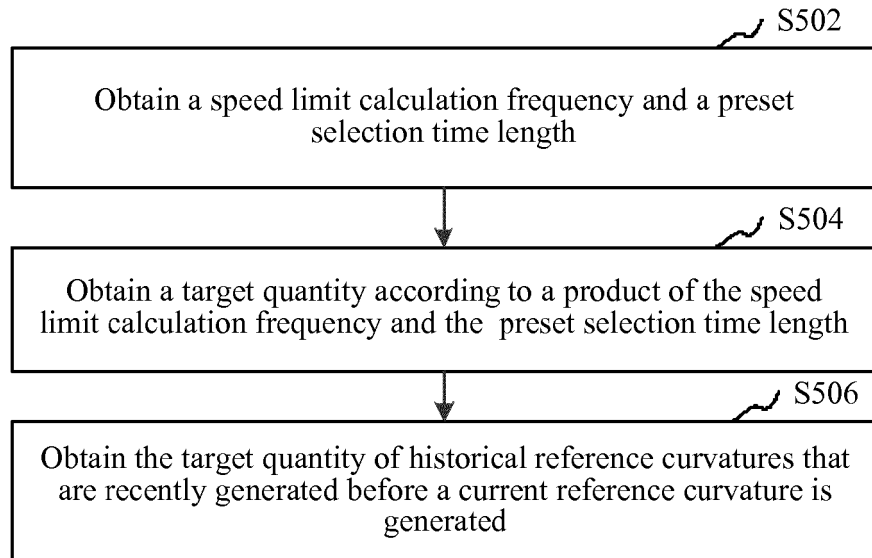 S502
Obtain a speed limit calculation frequency and a preset
selection time length
S504
Obtain a target quantity according to a product of the speed
limit calculation frequency and the preset selection time length
S506
Obtain the target quantity of historical reference curvatures that
are recently generated before a current reference curvature is
generated